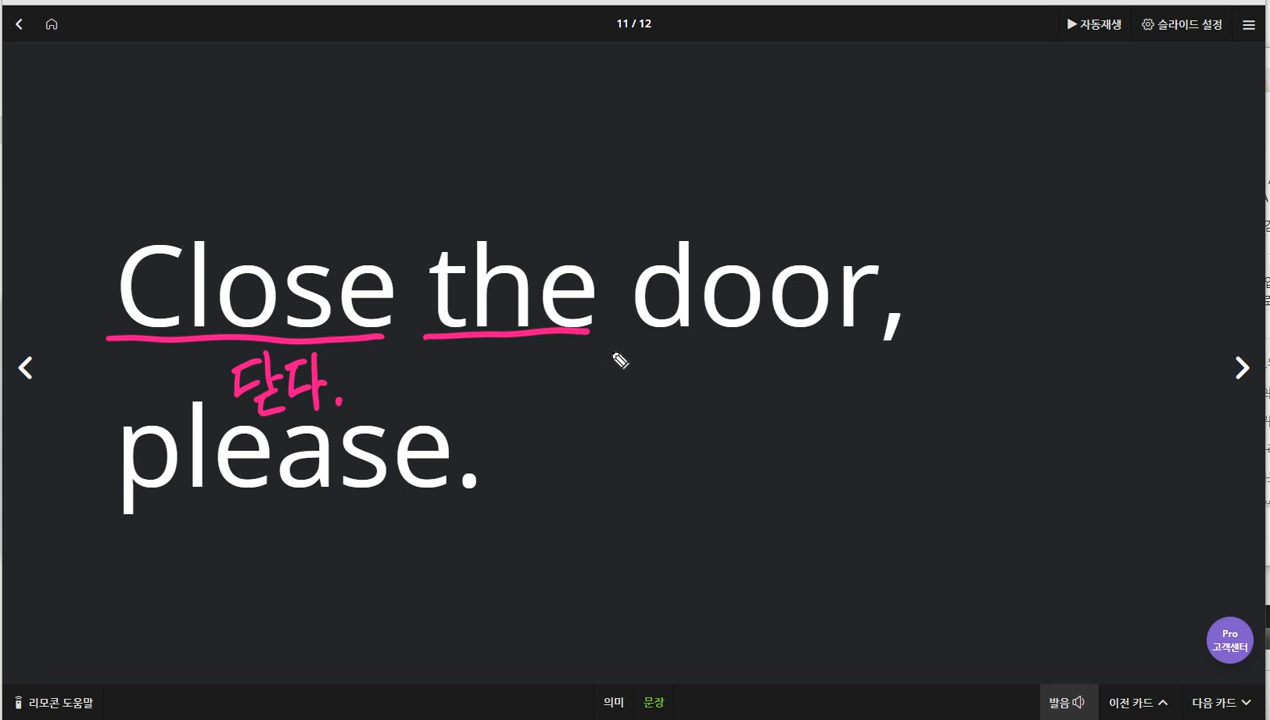 11 / 12
자동재생
슬라이드 설정
Close the door,
닫다.
please.
Pro
고객센터
리모콘 도움말
의미
문장
발음
이전 카드
다음 카드